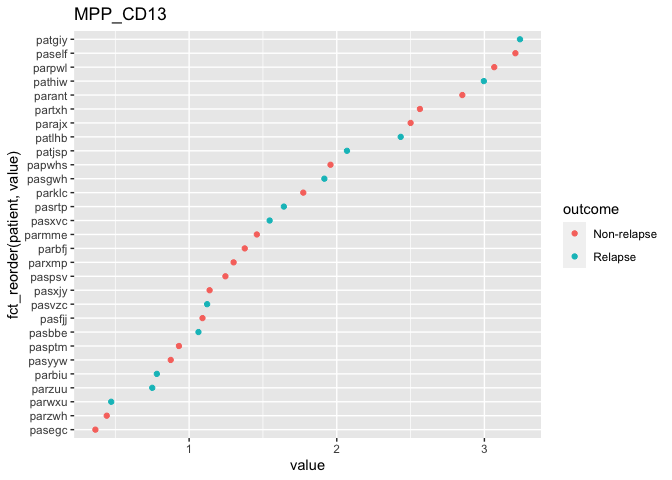 MPP_CD13
patgiy
paself
parpwl
pathiw
parant
partxh
parajx
patlhb
patjsp
papwhs
pasgwh
parklc
pasrtp
pasxvc
parmme
parbfj
parxmp
paspsv
pasxjy
pasvzc
pasfjj
pasbbe
pasptm
pasyyw
parbiu
parzuu
parwxu
parzwh
pasegc
fct_reorder(patient, value)
1 2 3
value
outcome
Non-relapse
Relapse